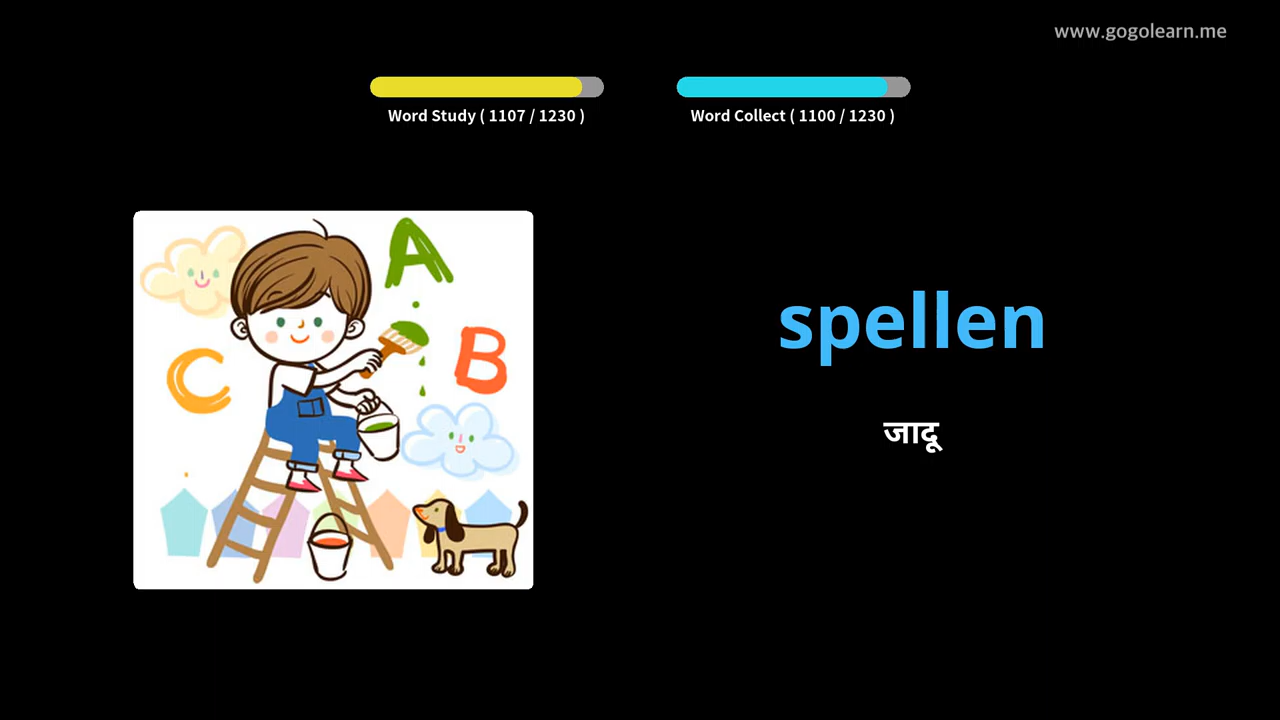 www.gogolearn.me
Word Study ( 1107 / 1230 )
Word Collect ( 1100 / 1230 )
A
B
C
spellen
जादू